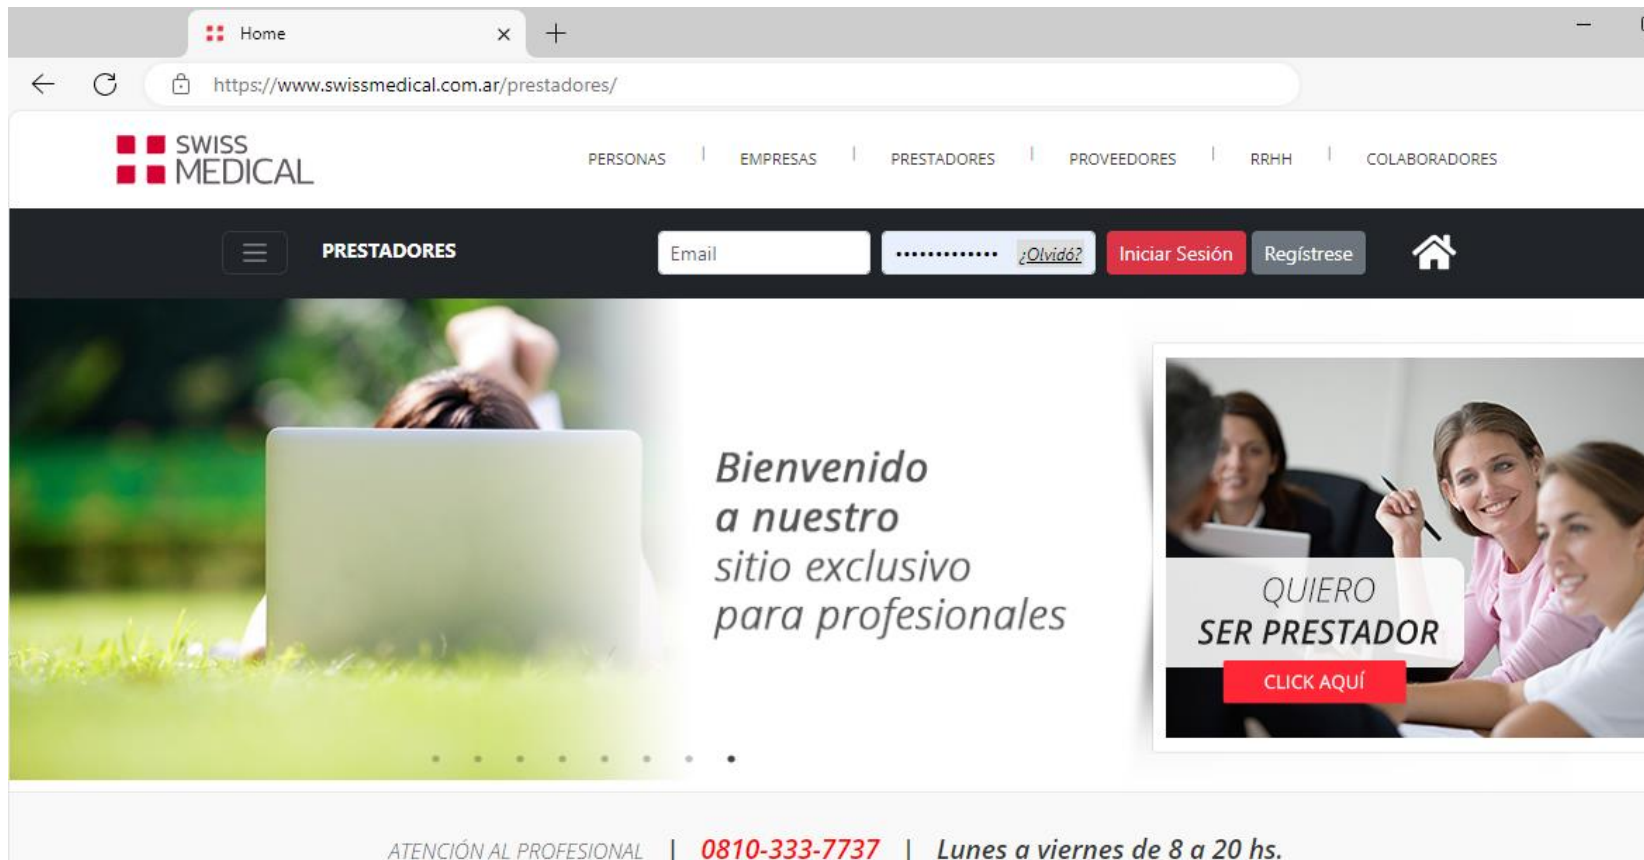 Home
https://www.swissmedical.com.ar/prestadores/
SWISS
MEDICAL
PERSONAS | EMPRESAS | PRESTADORES | PROVEEDORES | RRHH | COLABORADORES
PRESTADORES
Email
¿Olvidó?
Iniciar Sesión
Regístrese
Bienvenido
a nuestro
sitio exclusivo
para profesionales
QUIERO
SER PRESTADOR
CLICK AQUÍ
ATENCIÓN AL PROFESIONAL | 0810-333-7737 | Lunes a viernes de 8 a 20 hs.